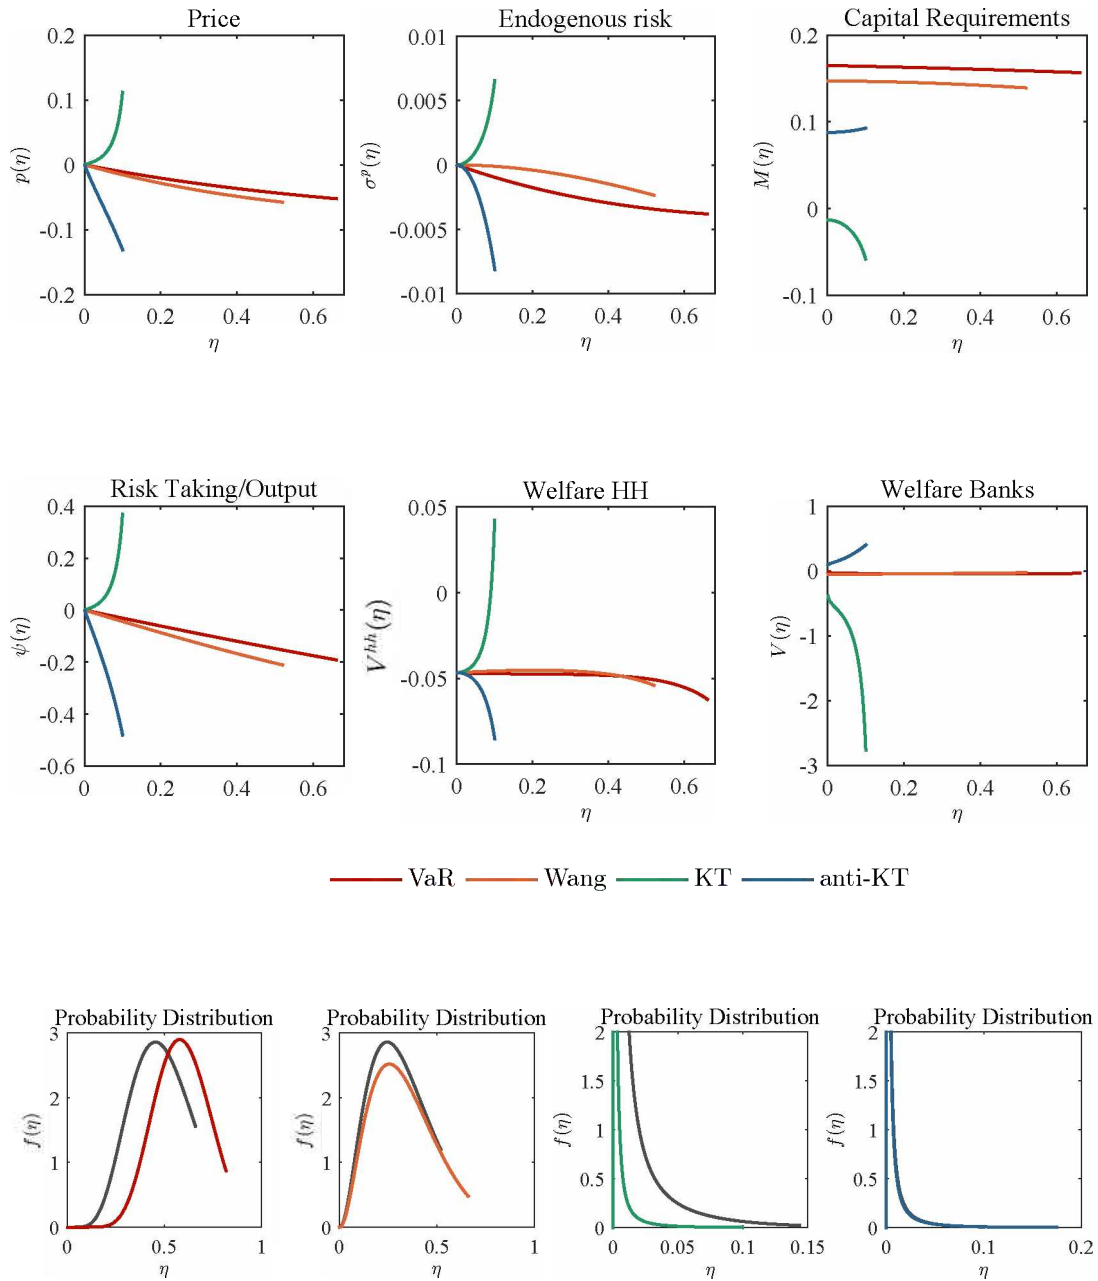 Price
Endogenous risk
Capital Requirements
0.2
0.1
0
-0.1
-0.2
p(η)
0
0.2
0.4
0.6
η
0.01
0.005
0
-0.005
-0.01
σᵖ(η)
0
0.2
0.4
0.6
η
0.2
0.1
0
-0.1
M(η)
0
0.2
0.4
0.6
η
Risk Taking/Output
Welfare HH
Welfare Banks
0.4
0.2
0
-0.2
-0.4
-0.6
ψ(η)
0
0.2
0.4
0.6
0.05
0
-0.05
-0.1
Vʰʰ(η)
0
0.2
0.4
0.6
η
1
0
-1
-2
-3
V(η)
0
0.2
0.4
0.6
η
VaR Wang KT anti-KT
Probability Distribution
Probability Distribution
Probability Distribution
Probability Distribution
3
2
1
0
f(η)
0
0.5
1
η
3
2
1
0
f(η)
0
0.5
1
η
2
1.5
1
0.5
0
f(η)
0
0.05
0.1
0.15
η
2
1.5
1
0.5
0
f(η)
0
0.1
0.2
η